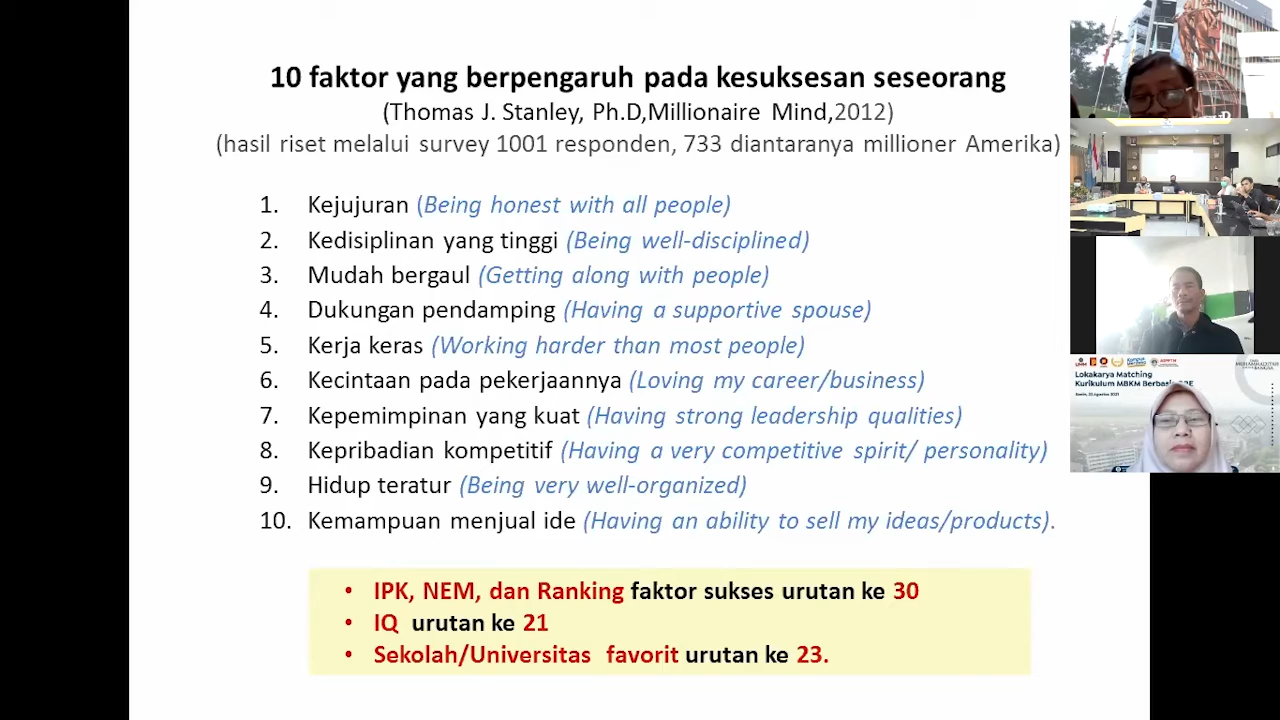 10 faktor yang berpengaruh pada kesuksesan seseorang
(Thomas J. Stanley, Ph.D,Millionaire Mind,2012)
(hasil riset melalui survey 1001 responden, 733 diantaranya millioner Amerika)
1. Kejujuran (Being honest with all people)
2. Kedisiplinan yang tinggi (Being well-disciplined)
3. Mudah bergaul (Getting along with people)
4. Dukungan pendamping (Having a supportive spouse)
5. Kerja keras (Working harder than most people)
6. Kecintaan pada pekerjaannya (Loving my career/business)
7. Kepemimpinan yang kuat (Having strong leadership qualities)
8. Kepribadian kompetitif (Having a very competitive spirit/ personality)
9. Hidup teratur (Being very well-organized)
10. Kemampuan menjual ide (Having an ability to sell my ideas/products).
• IPK, NEM, dan Ranking faktor sukses urutan ke 30
• IQ urutan ke 21
• Sekolah/Universitas favorit urutan ke 23.
Lokakarya Matching
Kurikulum MBKM Berbasis
Senin, 23 Agustus 2021